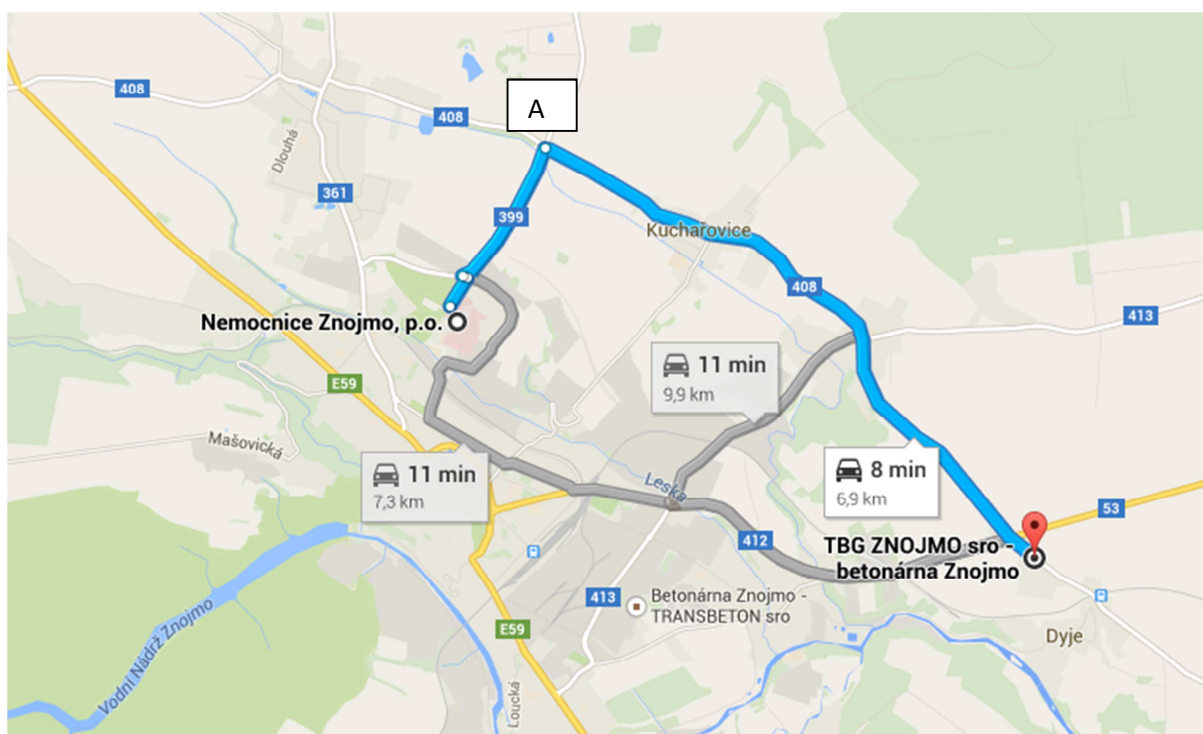 408
A
408
Dlouhá
361
399
Kuchařovice
408
413
Nemocnice Znojmo, p.o.
11 min
9,9 km
E59
Mašovická
11 min
7,3 km
Leska
8 min
6,9 km
53
412
TBG ZNOJMO sro -
betonárna Znojmo
413
Betonárna Znojmo -
TRANSBETON sro
E59
Dyje
Vodní Nádrž Znojmo
Loucká